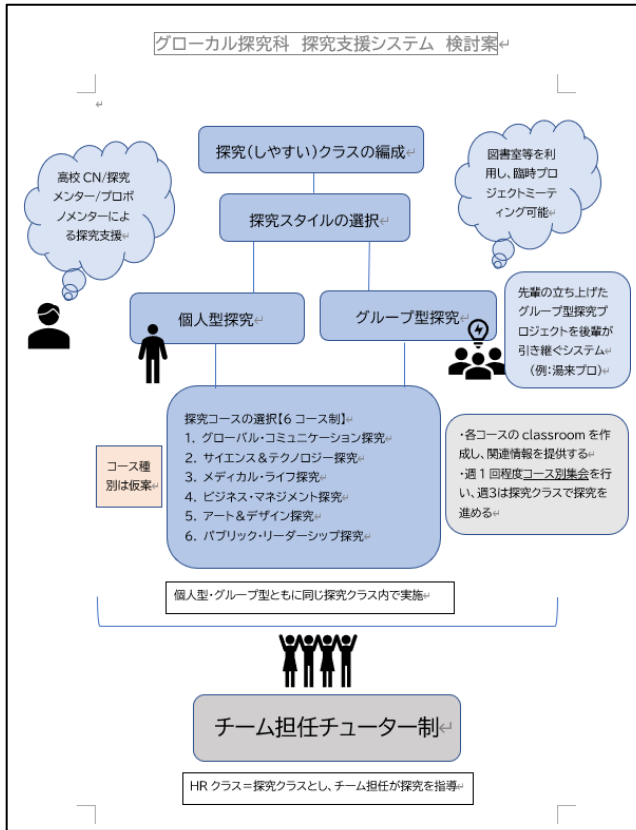 グローカル探究科 探究支援システム 検討案
探究(しやすい)クラスの編成
高校 CN/探究
メンター/プロボ
ノメンターによ
る探究支援
図書室等を利
用し、臨時プロ
ジェクトミーテ
ィング可能
探究スタイルの選択
個人型探究
グループ型探究
先輩の立ち上げた
グループ型探究プ
ロジェクトを後輩が
引き継ぐシステム
(例:湯来プロ)
探究コースの選択【6 コース制】
1. グローバル・コミュニケーション探究
2. サイエンス&テクノロジー探究
3. メディカル・ライフ探究
4. ビジネス・マネジメント探究
5. アート&デザイン探究
6. パブリック・リーダーシップ探究
コース種
別は仮案
・各コースの classroom を作
成し、関連情報を提供する
・週 1 回程度コース別集会を行
い、週3は探究クラスで探究を
進める
個人型・グループ型ともに同じ探究クラス内で実施
チーム担任チューター制
HR クラス=探究クラスとし、チーム担任が探究を指導